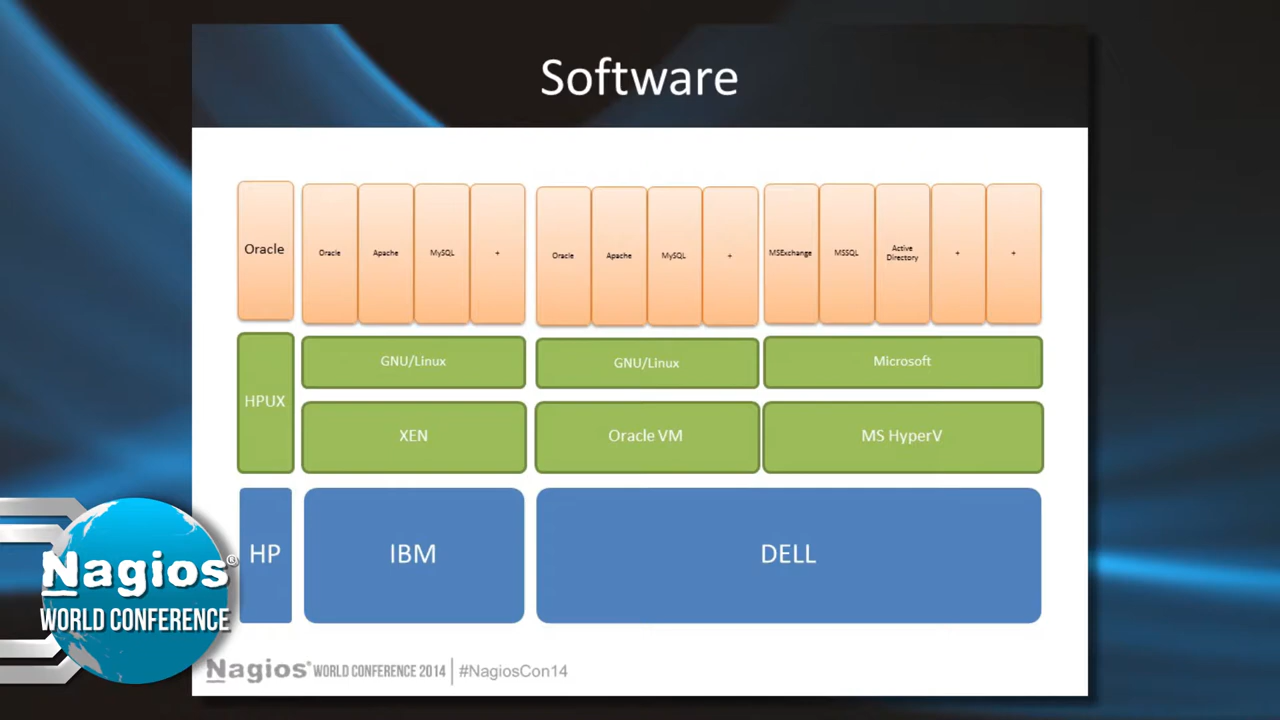 Software
Oracle
Oracle
Apache
MySQL
+
Oracle
Apache
MySQL
+
MSExchange
MSSQL
Active
Directory
+
+
HPUX
GNU/Linux
GNU/Linux
Microsoft
XEN
Oracle VM
MS HyperV
HP
IBM
DELL
Nagios®
WORLD CONFERENCE
Nagios® WORLD CONFERENCE 2014 | #NagiosCon14